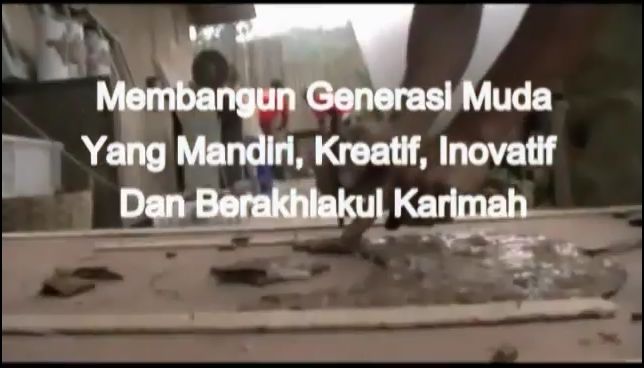 Membangun Generasi Muda
Yang Mandiri, Kreatif, Inovatif
Dan Berakhlakul Karimah